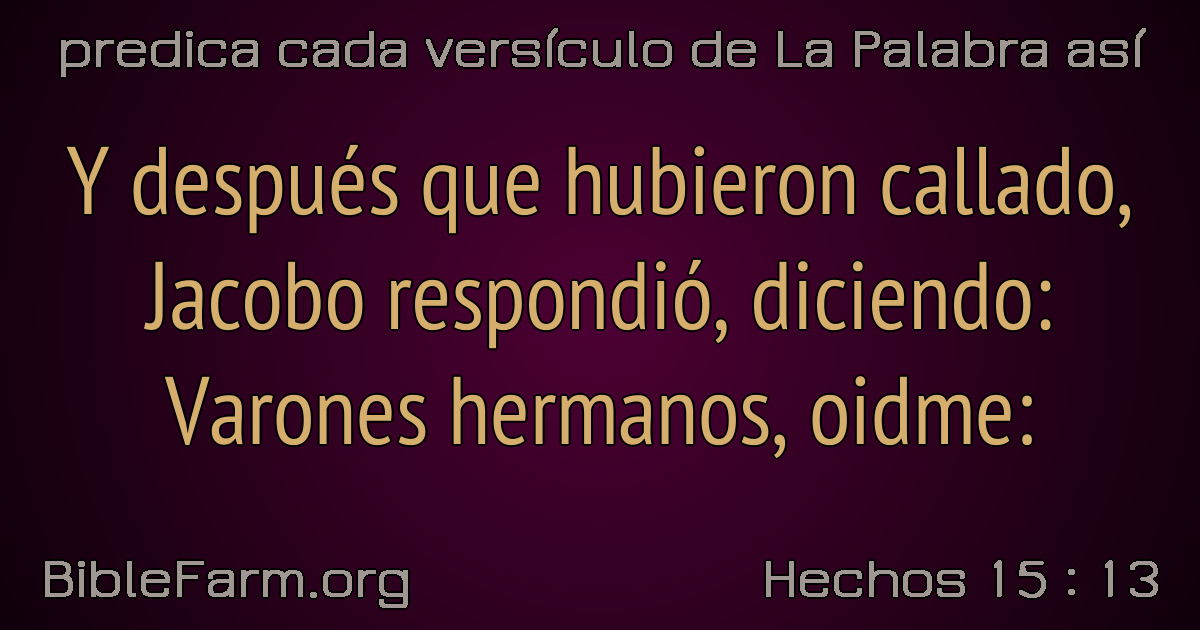 predica cada versículo de La Palabra así
Y después que hubieron callado,
Jacobo respondió, diciendo:
Varones hermanos, oidme:
BibleFarm.org
Hechos 15 : 13